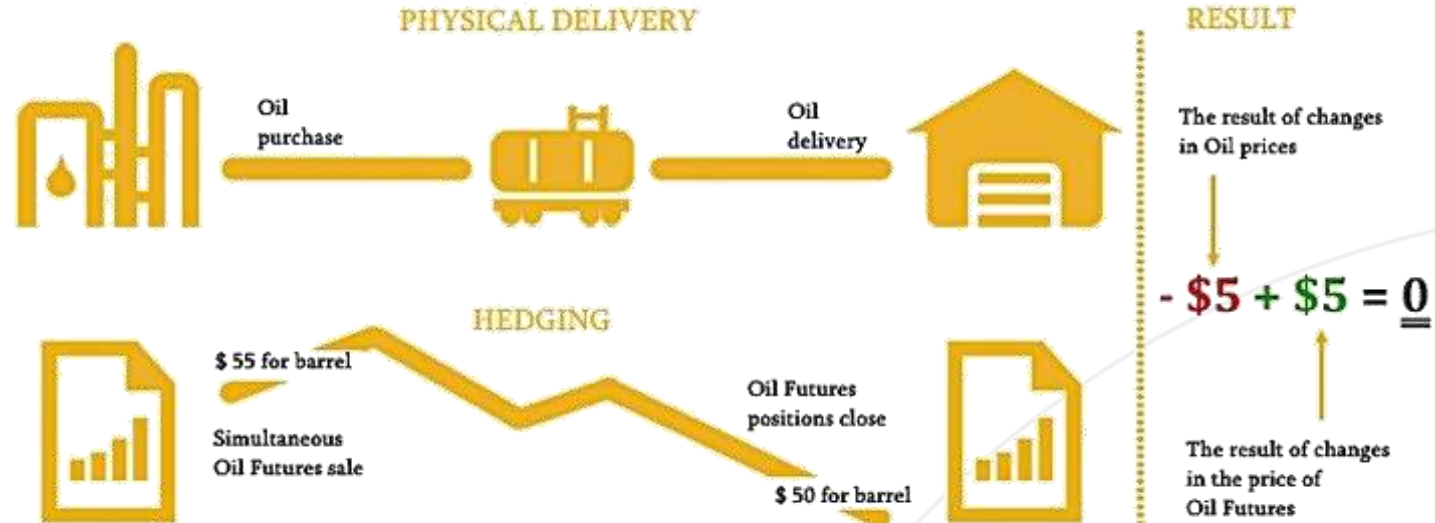 PHYSICAL DELIVERY
Oil
purchase
Oil
delivery
HEDGING
$ 55 for barrel
Simultaneous
Oil Futures sale
Oil Futures
positions close
$ 50 for barrel
RESULT
The result of changes
in Oil prices
- $5 + $5 = 0
The result of changes
in the price of
Oil Futures